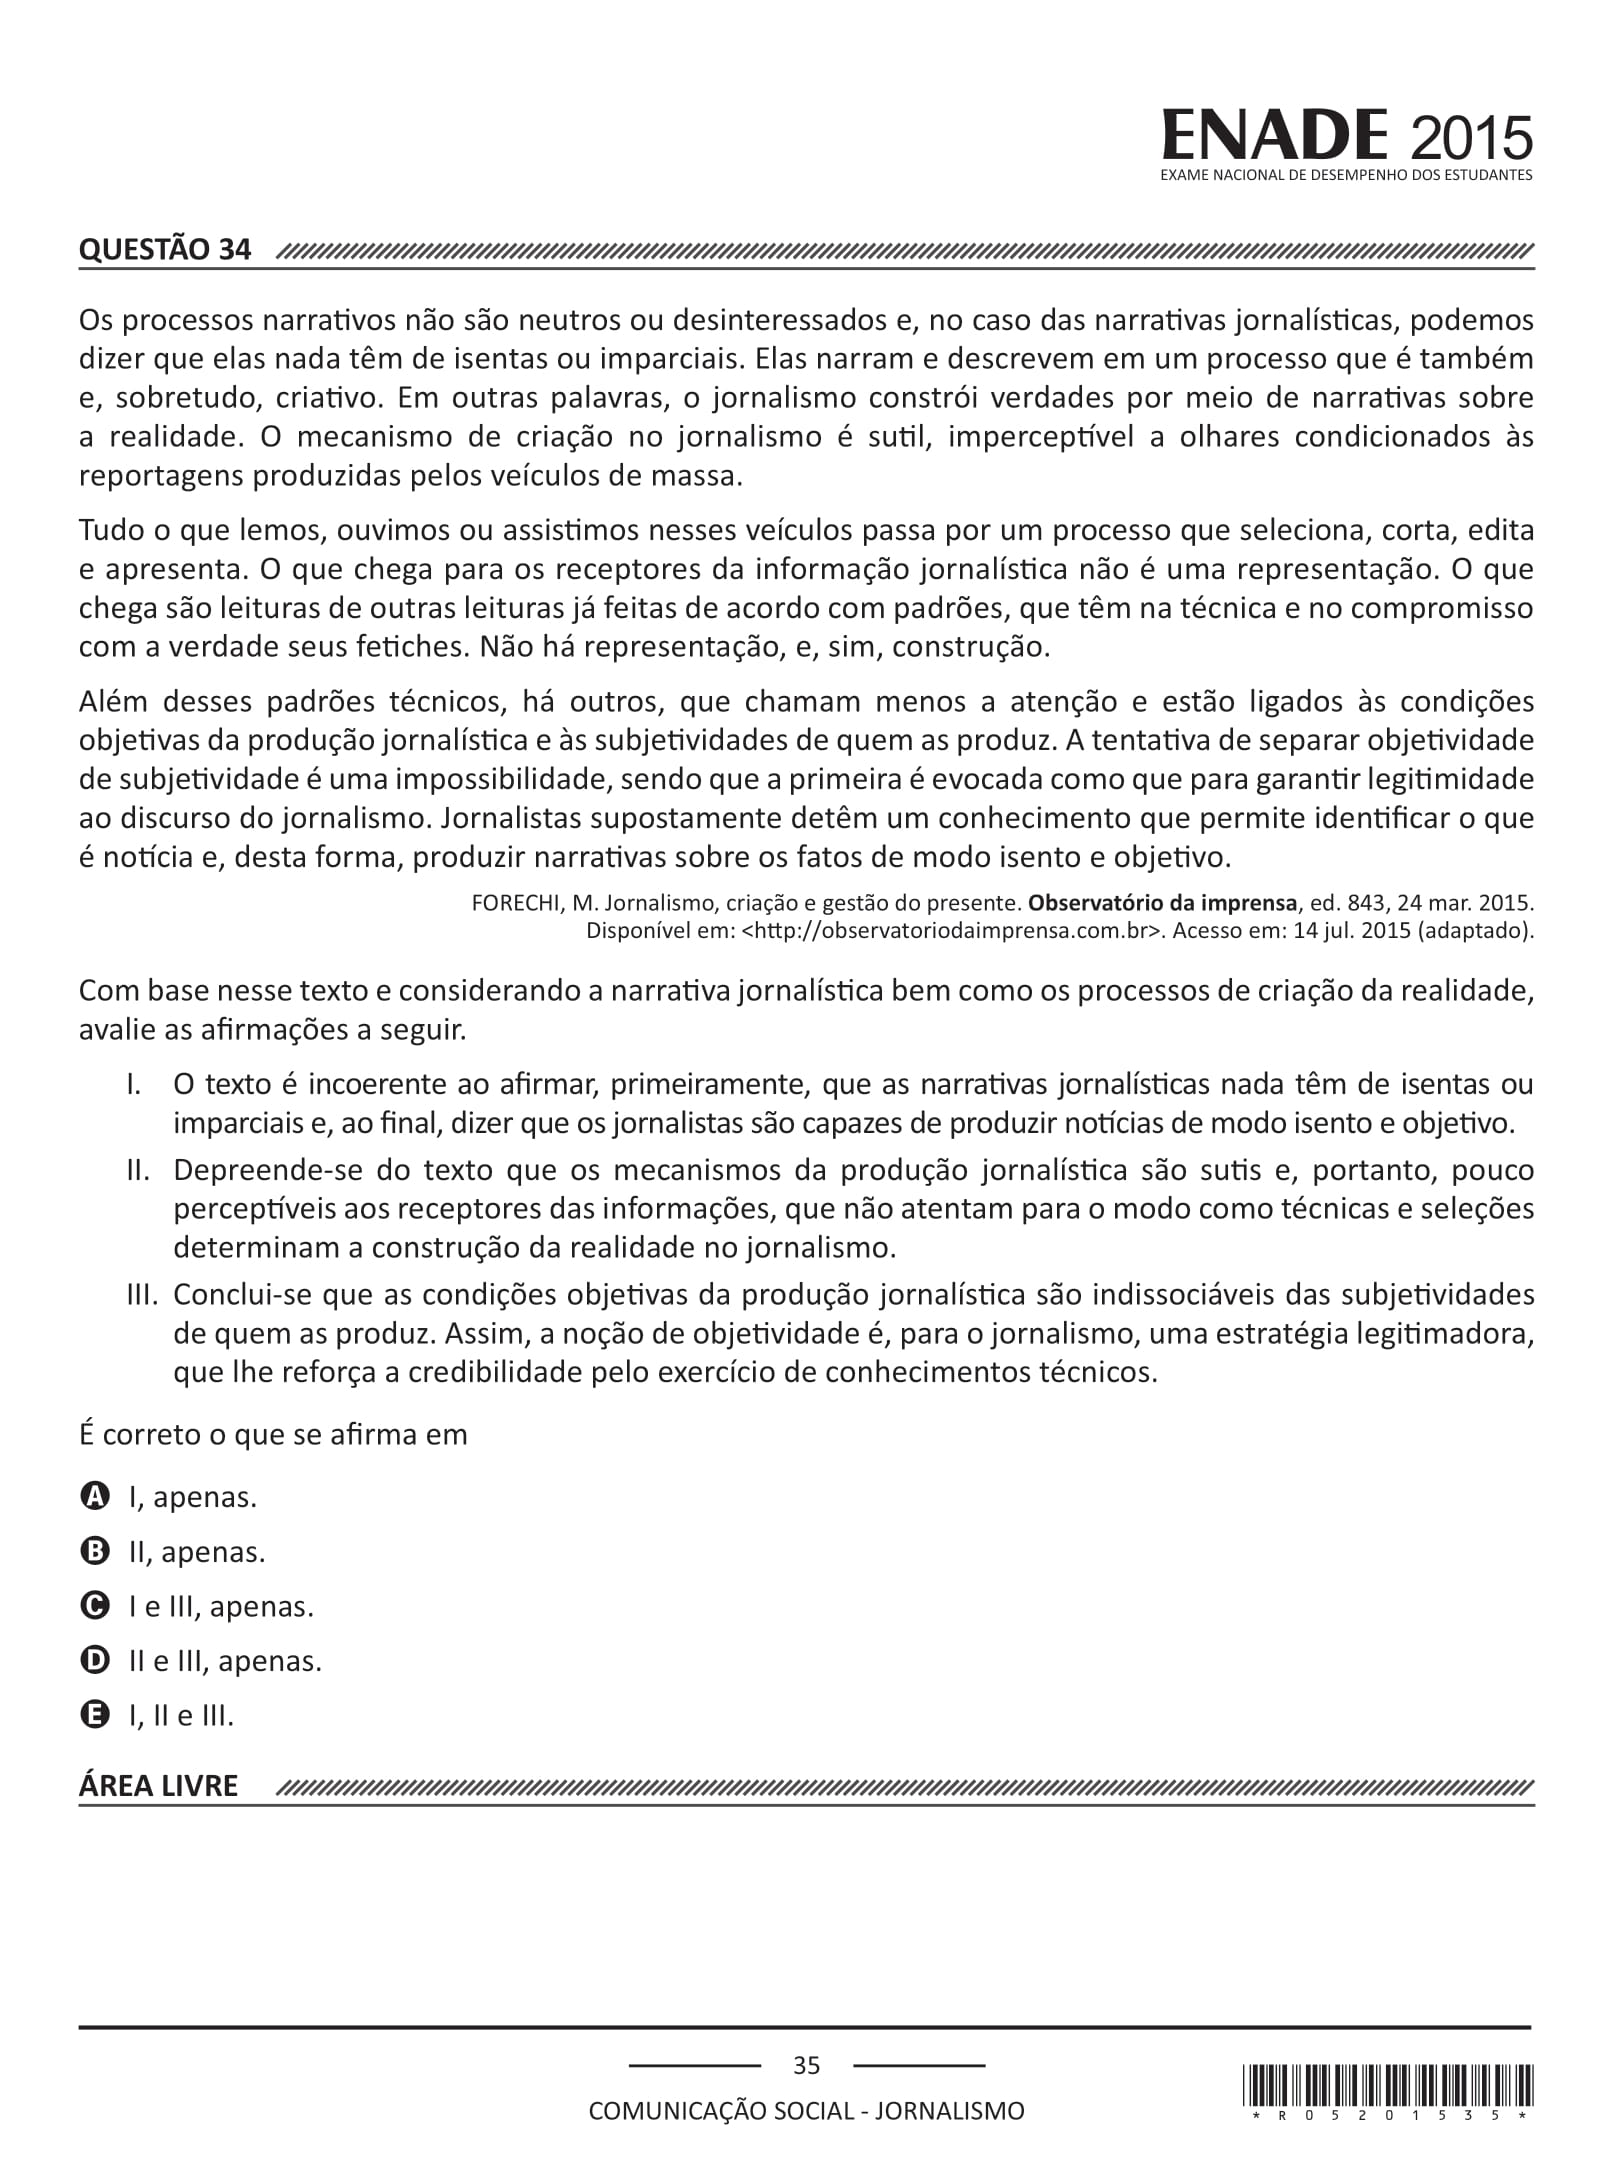 ENADE 2015
EXAME NACIONAL DE DESEMPENHO DOS ESTUDANTES
QUESTÃO 34
Os processos narrativos não são neutros ou desinteressados e, no caso das narrativas jornalísticas, podemos
dizer que elas nada têm de isentas ou imparciais. Elas narram e descrevem em um processo que é também
e, sobretudo, criativo. Em outras palavras, o jornalismo constrói verdades por meio de narrativas sobre
a realidade. O mecanismo de criação no jornalismo é sutil, imperceptível a olhares condicionados às
reportagens produzidas pelos veículos de massa.
Tudo o que lemos, ouvimos ou assistimos nesses veículos passa por um processo que seleciona, corta, edita
e apresenta. O que chega para os receptores da informação jornalística não é uma representação. O que
chega são leituras de outras leituras já feitas de acordo com padrões, que têm na técnica e no compromisso
com a verdade seus fetiches. Não há representação, e, sim, construção.
Além desses padrões técnicos, há outros, que chamam menos a atenção e estão ligados às condições
objetivas da produção jornalística e às subjetividades de quem as produz. A tentativa de separar objetividade
de subjetividade é uma impossibilidade, sendo que a primeira é evocada como que para garantir legitimidade
ao discurso do jornalismo. Jornalistas supostamente detêm um conhecimento que permite identificar o que
é notícia e, desta forma, produzir narrativas sobre os fatos de modo isento e objetivo.
FORECHI, M. Jornalismo, criação e gestão do presente. Observatório da imprensa, ed. 843, 24 mar. 2015.
Disponível em: <http://observatoriodaimprensa.com.br>. Acesso em: 14 jul. 2015 (adaptado).
Com base nesse texto e considerando a narrativa jornalística bem como os processos de criação da realidade,
avalie as afirmações a seguir.
I. O texto é incoerente ao afirmar, primeiramente, que as narrativas jornalísticas nada têm de isentas ou
imparciais e, ao final, dizer que os jornalistas são capazes de produzir notícias de modo isento e objetivo.
II. Depreende-se do texto que os mecanismos da produção jornalística são sutis e, portanto, pouco
perceptíveis aos receptores das informações, que não atentam para o modo como técnicas e seleções
determinam a construção da realidade no jornalismo.
III. Conclui-se que as condições objetivas da produção jornalística são indissociáveis das subjetividades
de quem as produz. Assim, a noção de objetividade é, para o jornalismo, uma estratégia legitimadora,
que lhe reforça a credibilidade pelo exercício de conhecimentos técnicos.
É correto o que se afirma em
A I, apenas.
B II, apenas.
C I e III, apenas.
D II e III, apenas.
E I, II e III.
ÁREA LIVRE
35
COMUNICAÇÃO SOCIAL - JORNALISMO
*R05201535*